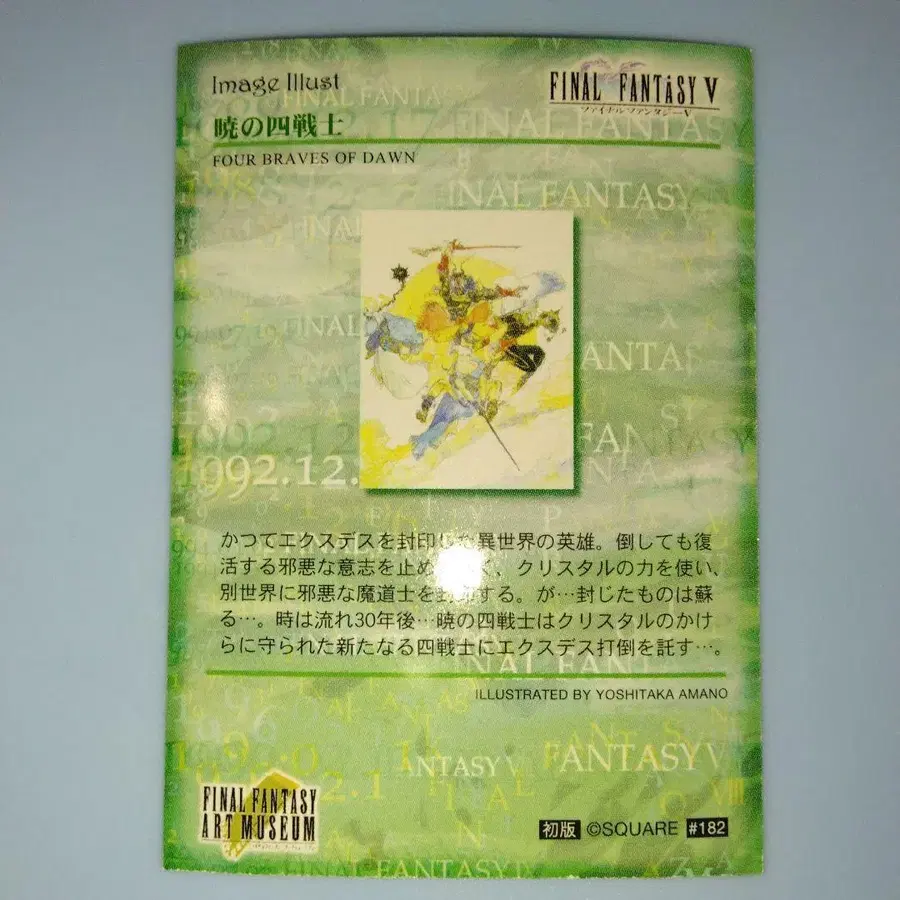 Image Illust
FINAL FANTASY V
ファイナルファンタジーV
暁の四戦士
FOUR BRAVES OF DAWN
かつてエクスデスを封印した異世界の英雄。倒しても復
活する邪悪な意志を止め く、クリスタルの力を使い、
別世界に邪悪な魔道士を封印する。が…封じたものは蘇
る…。時は流れ30年後…暁の四戦士はクリスタルのかけ
らに守られた新たなる四戦士にエクスデス打倒を託す…。
ILLUSTRATED BY YOSHITAKA AMANO
FINAL FANTASY
ART MUSEUM
初版 ©SQUARE #182